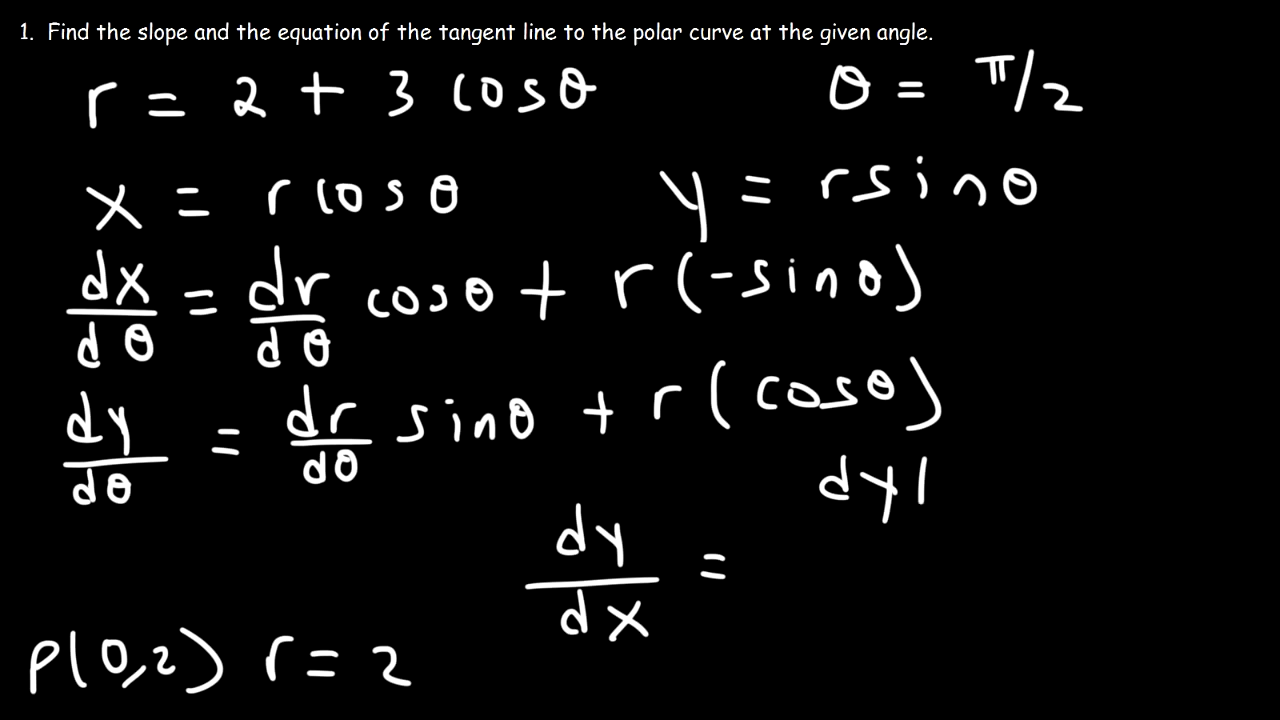 1. Find the slope and the equation of the tangent line to the polar curve at the given angle.
r = 2 + 3 cosθ θ = π/2
x = r cosθ y = r sinθ
dx/dθ = dr/dθ cosθ + r(-sinθ)
dy/dθ = dr/dθ sinθ + r(cosθ)
dy/dx = dy/
P(0,2) r = 2